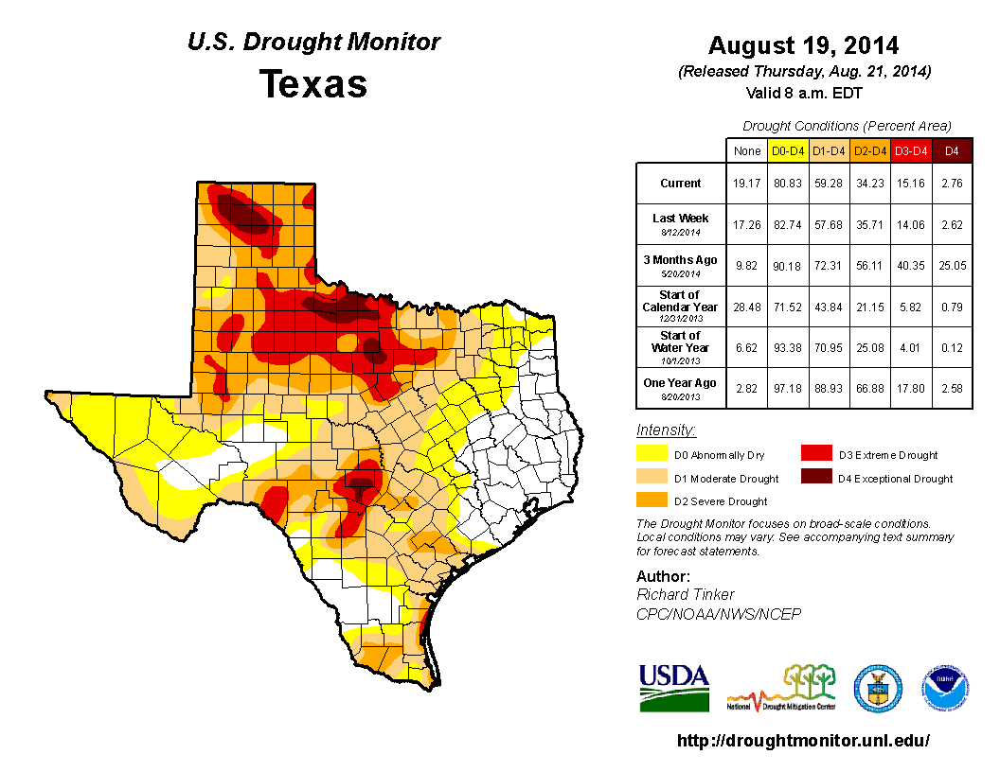 U.S. Drought Monitor
Texas
August 19, 2014
(Released Thursday, Aug. 21, 2014)
Valid 8 a.m. EDT
Drought Conditions (Percent Area)
None D0-D4 D1-D4 D2-D4 D3-D4 D4
Current 19.17 80.83 59.28 34.23 15.16 2.76
Last Week
8/12/2014
17.26 82.74 57.68 35.71 14.06 2.62
3 Months Ago
5/20/2014
9.82 90.18 72.31 56.11 40.35 25.05
Start of
Calendar Year
12/31/2013
28.48 71.52 43.84 21.15 5.82 0.79
Start of
Water Year
10/1/2013
6.62 93.38 70.95 25.08 4.01 0.12
One Year Ago
8/20/2013
2.82 97.18 88.93 66.88 17.80 2.58
Intensity:
D0 Abnormally Dry
D1 Moderate Drought
D2 Severe Drought
D3 Extreme Drought
D4 Exceptional Drought
The Drought Monitor focuses on broad-scale conditions.
Local conditions may vary. See accompanying text summary
for forecast statements.
Author:
Richard Tinker
CPC/NOAA/NWS/NCEP
USDA
National Drought Mitigation Center
NOAA
http://droughtmonitor.unl.edu/